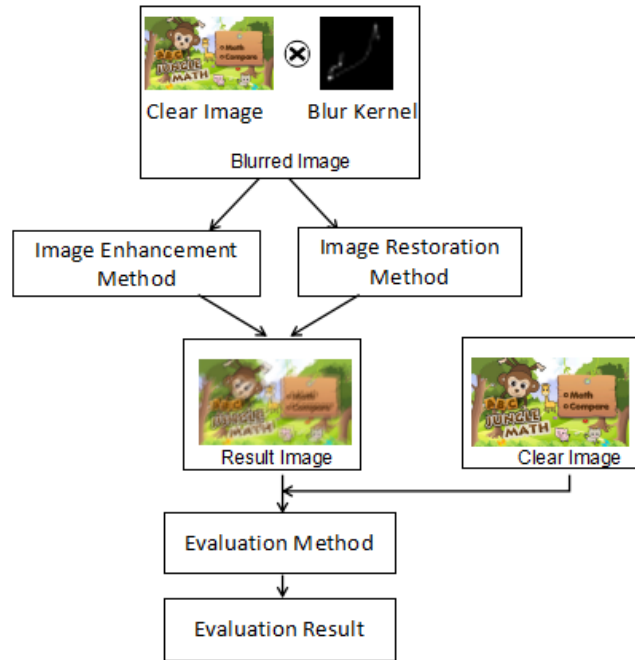 ABC
JUNGLE
MATH
Math
Compare
Clear Image
Blur Kernel
Blurred Image
Image Enhancement
Method
Image Restoration
Method
ABC
JUNGLE
MATH
Math
Compare
Result Image
ABC
JUNGLE
MATH
Math
Compare
Clear Image
Evaluation Method
Evaluation Result